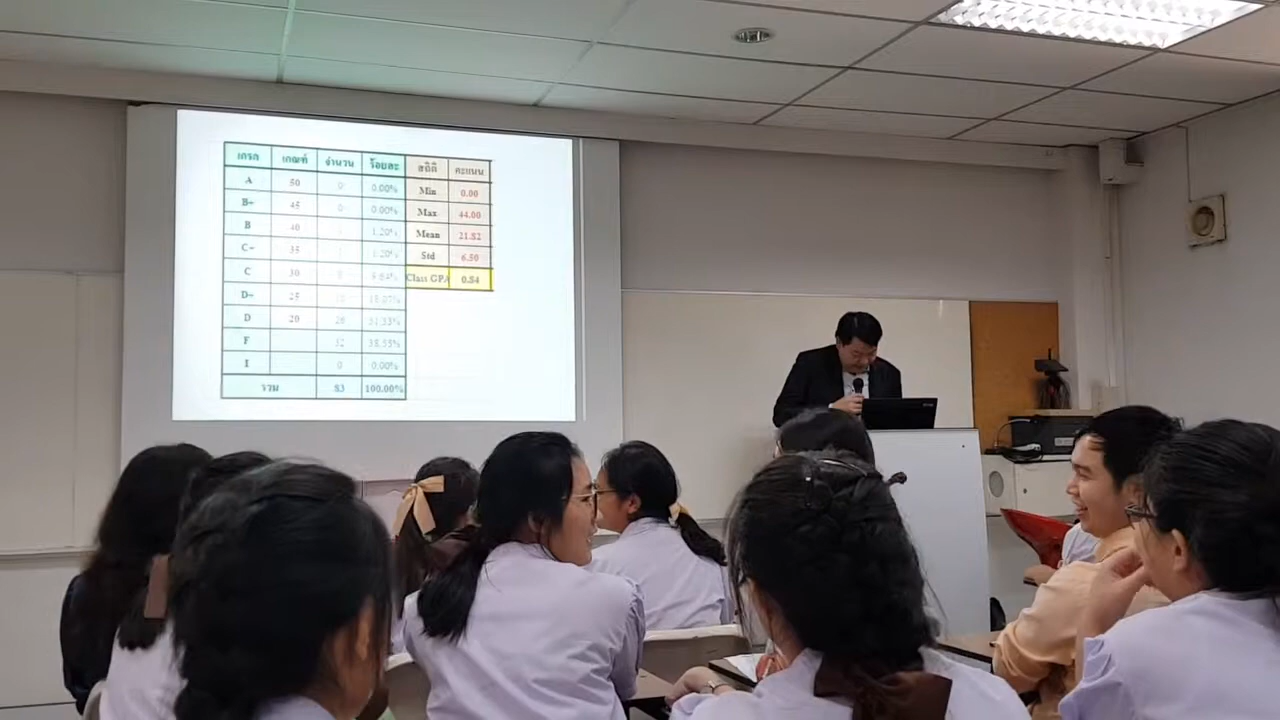 เกรด เกณฑ์ จำนวน ร้อยละ สถิติ คะแนน
A 50 0 0.00% Min 0.00
B+ 45 0 0.00% Max 44.00
B 40 1 1.20% Mean 21.82
C+ 35 1 1.20% Std 6.50
C 30 8 9.64% Class GPA 0.84
D+ 25 18.07%
D 20 26 31.33%
F 32 38.55%
I 0 0.00%
รวม 83 100.00%